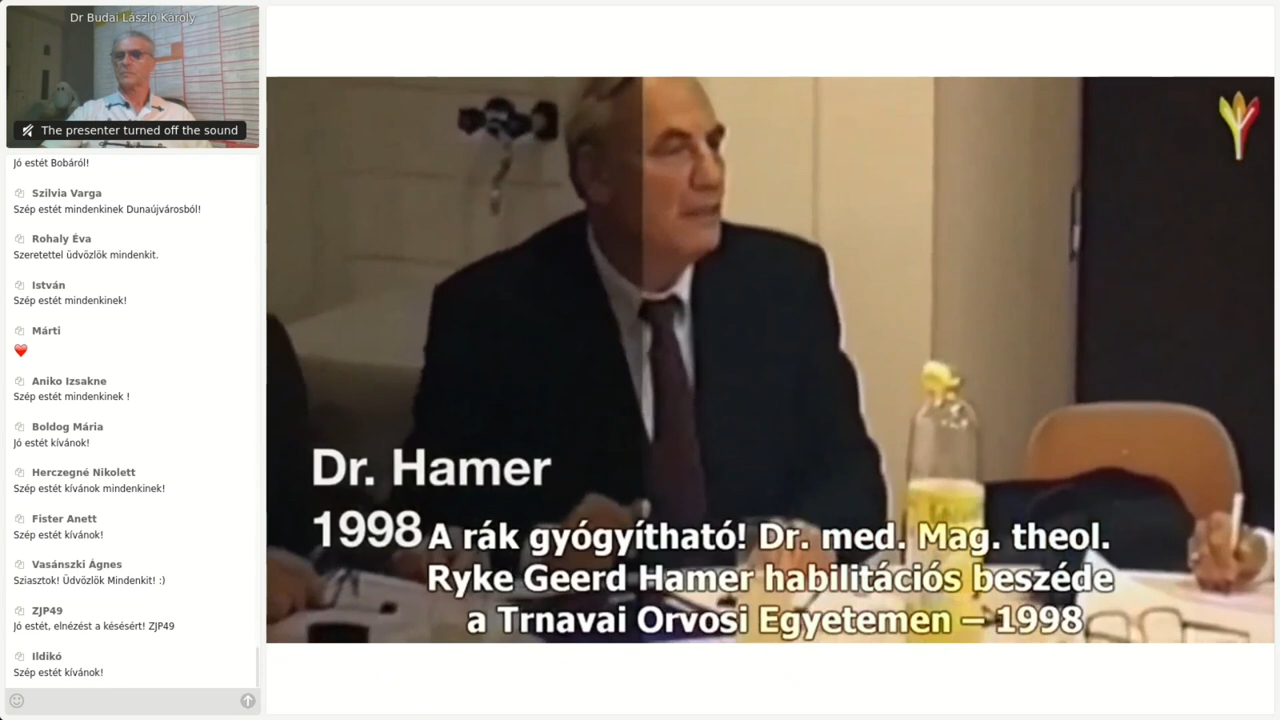 Dr Budai László Károly
The presenter turned off the sound
Jó estét Bobáról!
Szilvia Varga
Szép estét mindenkinek Dunaújvárosból!
Rohaly Éva
Szeretettel üdvözlök mindenkit.
István
Szép estét mindenkinek!
Márti
Aniko Izsakne
Szép estét mindenkinek !
Boldog Mária
Jó estét kívánok!
Herczegné Nikolett
Szép estét kívánok mindenkinek!
Fister Anett
Szép estét kívánok!
Vasánszki Ágnes
Sziasztok! Üdvözlök Mindenkit! :)
ZJP49
Jó estét, elnézést a késésért! ZJP49
Ildikó
Szép estét kívánok!
Dr. Hamer
1998
A rák gyógyítható! Dr. med. Mag. theol.
Ryke Geerd Hamer habilitációs beszéde
a Trnavai Orvosi Egyetemen – 1998